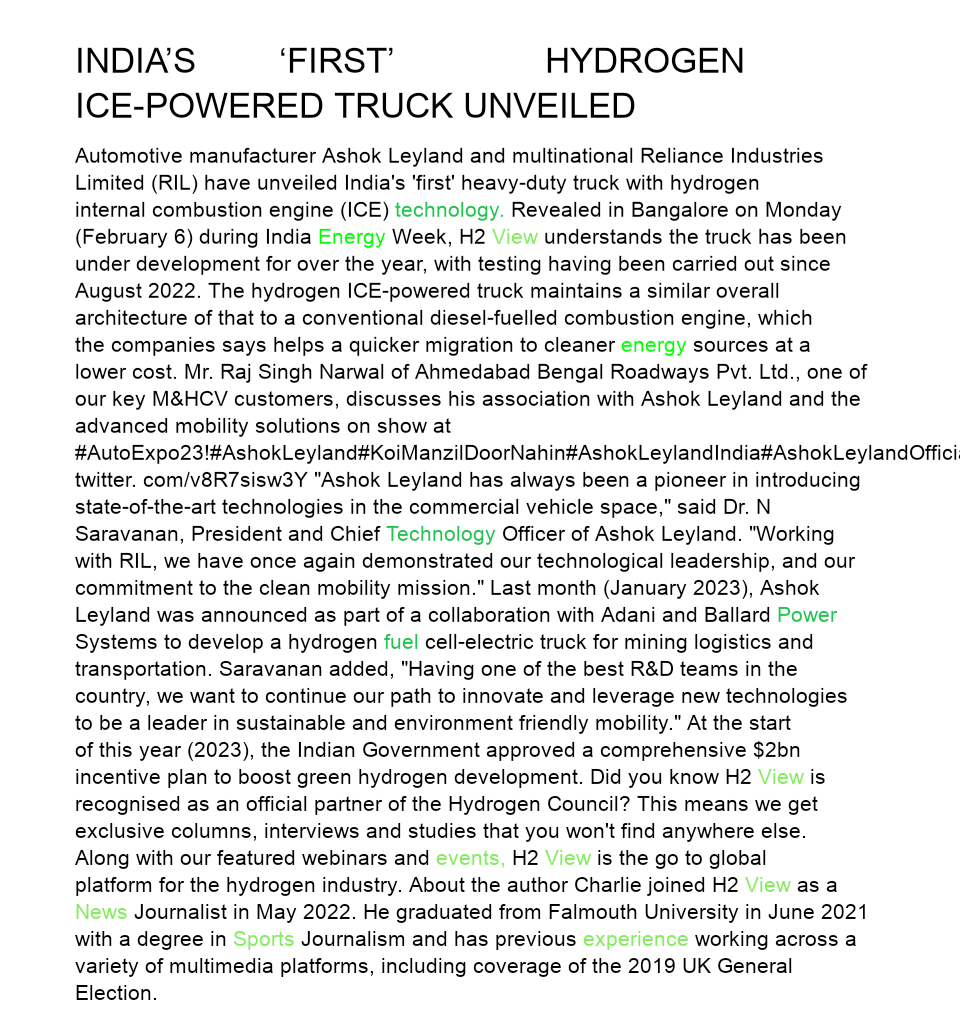 INDIA’S ‘FIRST’ HYDROGEN
ICE-POWERED TRUCK UNVEILED
Automotive manufacturer Ashok Leyland and multinational Reliance Industries
Limited (RIL) have unveiled India's 'first' heavy-duty truck with hydrogen
internal combustion engine (ICE) technology. Revealed in Bangalore on Monday
(February 6) during India Energy Week, H2 View understands the truck has been
under development for over the year, with testing having been carried out since
August 2022. The hydrogen ICE-powered truck maintains a similar overall
architecture of that to a conventional diesel-fuelled combustion engine, which
the companies says helps a quicker migration to cleaner energy sources at a
lower cost. Mr. Raj Singh Narwal of Ahmedabad Bengal Roadways Pvt. Ltd., one of
our key M&HCV customers, discusses his association with Ashok Leyland and the
advanced mobility solutions on show at
#AutoExpo23!#AshokLeyland#KoiManzilDoorNahin#AshokLeylandIndia#AshokLeylandOffici
twitter. com/v8R7sisw3Y "Ashok Leyland has always been a pioneer in introducing
state-of-the-art technologies in the commercial vehicle space," said Dr. N
Saravanan, President and Chief Technology Officer of Ashok Leyland. "Working
with RIL, we have once again demonstrated our technological leadership, and our
commitment to the clean mobility mission." Last month (January 2023), Ashok
Leyland was announced as part of a collaboration with Adani and Ballard Power
Systems to develop a hydrogen fuel cell-electric truck for mining logistics and
transportation. Saravanan added, "Having one of the best R&D teams in the
country, we want to continue our path to innovate and leverage new technologies
to be a leader in sustainable and environment friendly mobility." At the start
of this year (2023), the Indian Government approved a comprehensive $2bn
incentive plan to boost green hydrogen development. Did you know H2 View is
recognised as an official partner of the Hydrogen Council? This means we get
exclusive columns, interviews and studies that you won't find anywhere else.
Along with our featured webinars and events, H2 View is the go to global
platform for the hydrogen industry. About the author Charlie joined H2 View as a
News Journalist in May 2022. He graduated from Falmouth University in June 2021
with a degree in Sports Journalism and has previous experience working across a
variety of multimedia platforms, including coverage of the 2019 UK General
Election.